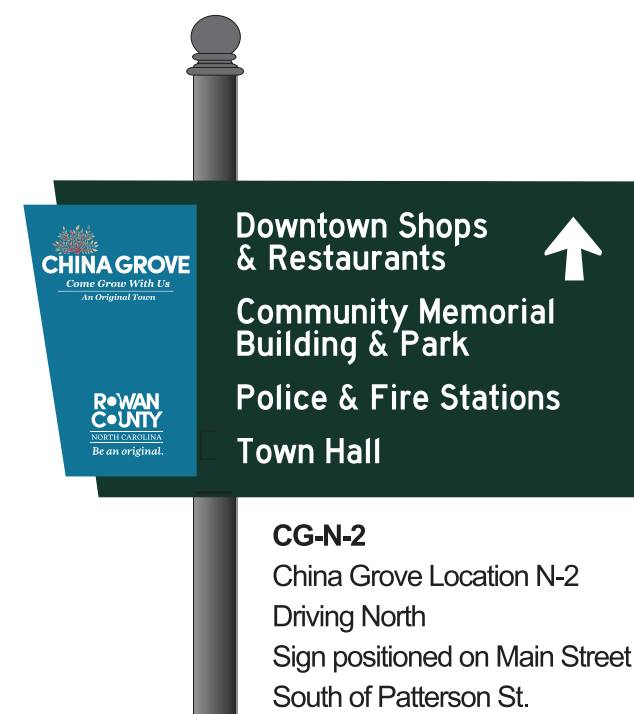 CHINA GROVE
Come Grow With Us
An Original Town
ROWAN
COUNTY
NORTH CAROLINA
Be an original.
Downtown Shops
& Restaurants
Community Memorial
Building & Park
Police & Fire Stations
Town Hall
CG-N-2
China Grove Location N-2
Driving North
Sign positioned on Main Street
South of Patterson St.